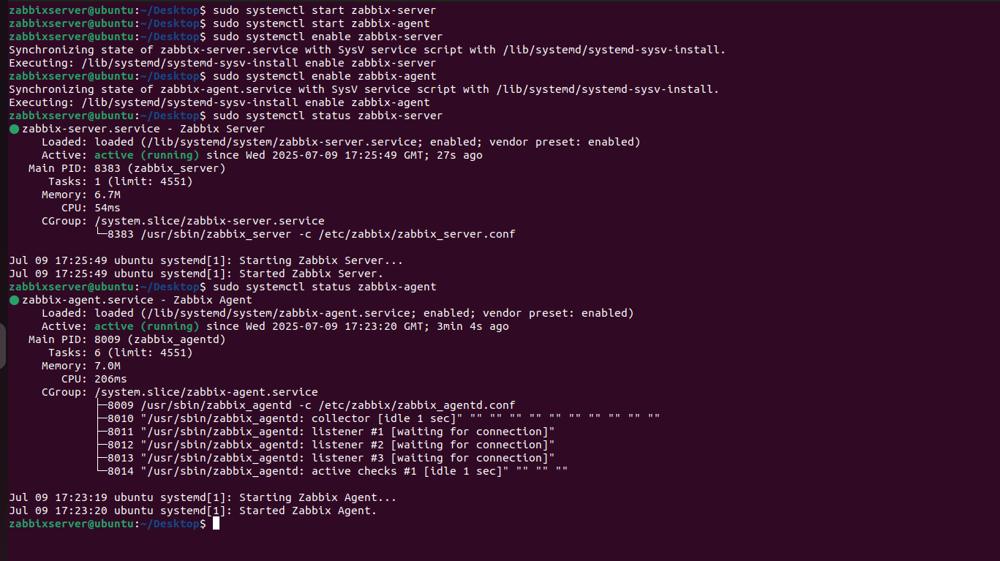 zabbixserver@ubuntu:~/Desktop$ sudo systemctl start zabbix-server
zabbixserver@ubuntu:~/Desktop$ sudo systemctl start zabbix-agent
zabbixserver@ubuntu:~/Desktop$ sudo systemctl enable zabbix-server
Synchronizing state of zabbix-server.service with SysV service script with /lib/systemd/systemd-sysv-install.
Executing: /lib/systemd/systemd-sysv-install enable zabbix-server
zabbixserver@ubuntu:~/Desktop$ sudo systemctl enable zabbix-agent
Synchronizing state of zabbix-agent.service with SysV service script with /lib/systemd/systemd-sysv-install.
Executing: /lib/systemd/systemd-sysv-install enable zabbix-agent
zabbixserver@ubuntu:~/Desktop$ sudo systemctl status zabbix-server
● zabbix-server.service - Zabbix Server
     Loaded: loaded (/lib/systemd/system/zabbix-server.service; enabled; vendor preset: enabled)
     Active: active (running) since Wed 2025-07-09 17:25:49 GMT; 27s ago
   Main PID: 8383 (zabbix_server)
      Tasks: 1 (limit: 4551)
     Memory: 6.7M
        CPU: 54ms
     CGroup: /system.slice/zabbix-server.service
             └─8383 /usr/sbin/zabbix_server -c /etc/zabbix/zabbix_server.conf

Jul 09 17:25:49 ubuntu systemd[1]: Starting Zabbix Server...
Jul 09 17:25:49 ubuntu systemd[1]: Started Zabbix Server.
zabbixserver@ubuntu:~/Desktop$ sudo systemctl status zabbix-agent
● zabbix-agent.service - Zabbix Agent
     Loaded: loaded (/lib/systemd/system/zabbix-agent.service; enabled; vendor preset: enabled)
     Active: active (running) since Wed 2025-07-09 17:23:20 GMT; 3min 4s ago
   Main PID: 8009 (zabbix_agentd)
      Tasks: 6 (limit: 4551)
     Memory: 7.0M
        CPU: 206ms
     CGroup: /system.slice/zabbix-agent.service
             ├─8009 /usr/sbin/zabbix_agentd -c /etc/zabbix/zabbix_agentd.conf
             ├─8010 "/usr/sbin/zabbix_agentd: collector [idle 1 sec]" "" "" "" "" "" "" "" "" "" ""
             ├─8011 "/usr/sbin/zabbix_agentd: listener #1 [waiting for connection]"
             ├─8012 "/usr/sbin/zabbix_agentd: listener #2 [waiting for connection]"
             ├─8013 "/usr/sbin/zabbix_agentd: listener #3 [waiting for connection]"
             └─8014 "/usr/sbin/zabbix_agentd: active checks #1 [idle 1 sec]" "" "" ""

Jul 09 17:23:19 ubuntu systemd[1]: Starting Zabbix Agent...
Jul 09 17:23:20 ubuntu systemd[1]: Started Zabbix Agent.
zabbixserver@ubuntu:~/Desktop$